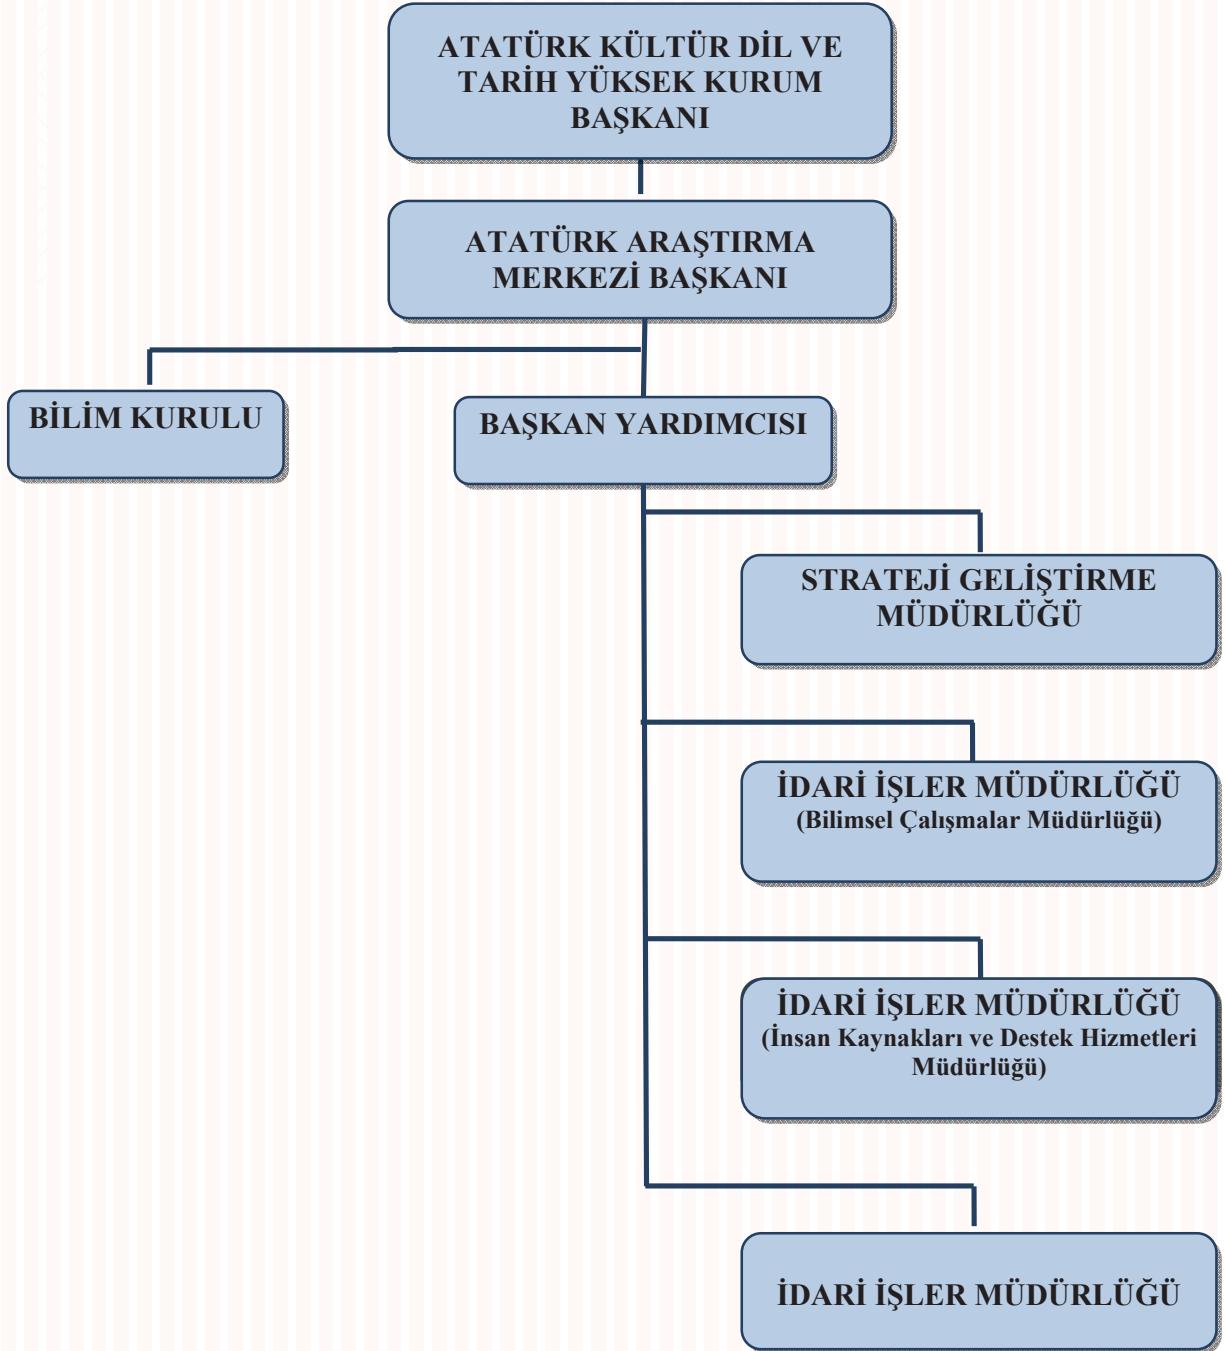 ATATÜRK KÜLTÜR DİL VE
TARİH YÜKSEK KURUM
BAŞKANI
ATATÜRK ARAŞTIRMA
MERKEZİ BAŞKANI
BİLİM KURULU
BAŞKAN YARDIMCISI
STRATEJİ GELİŞTİRME
MÜDÜRLÜĞÜ
İDARİ İŞLER MÜDÜRLÜĞÜ
(Bilimsel Çalışmalar Müdürlüğü)
İDARİ İŞLER MÜDÜRLÜĞÜ
(İnsan Kaynakları ve Destek Hizmetleri
Müdürlüğü)
İDARİ İŞLER MÜDÜRLÜĞÜ